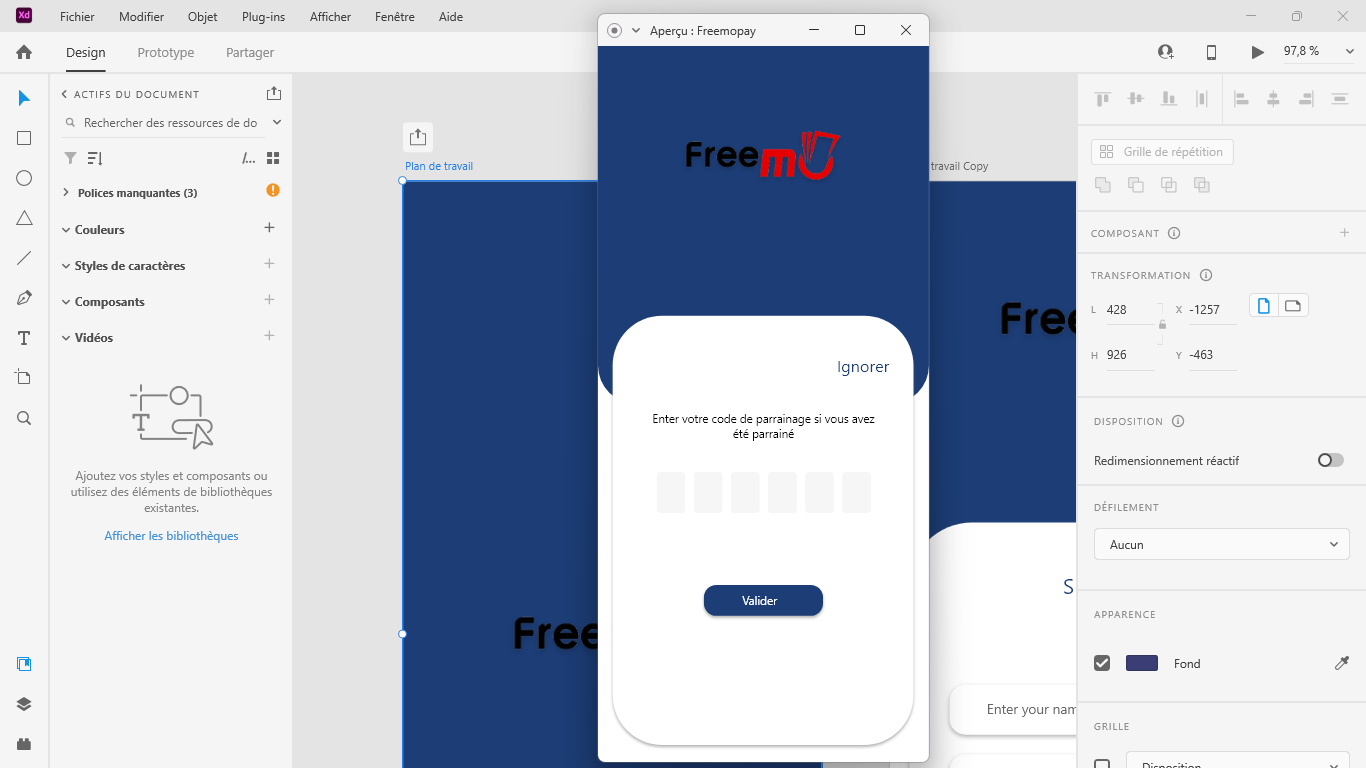 Xd
Fichier Modifier Objet Plug-ins Afficher Fenêtre Aide
Aperçu : Freemopay
Design Prototype Partager
97,8 %
ACTIFS DU DOCUMENT
Rechercher des ressources de do
Polices manquantes (3)
Couleurs
Styles de caractères
Composants
Vidéos
Ajoutez vos styles et composants ou
utilisez des éléments de bibliothèques
existantes.
Afficher les bibliothèques
Plan de travail
Free
Freemo
Ignorer
Enter votre code de parrainage si vous avez
été parrainé
Valider
travail Copy
Free
S
Enter your nam
Grille de répétition
COMPOSANT
TRANSFORMATION
L 428 X -1257
H 926 Y -463
DISPOSITION
Redimensionnement réactif
DÉFILEMENT
Aucun
APPARENCE
Fond
GRILLE
Disposition